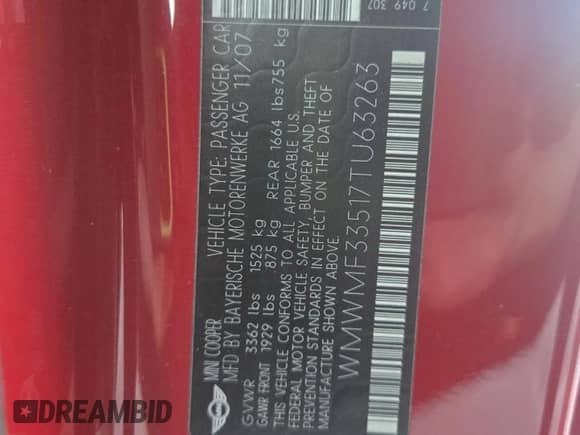 7 049 307
MINI COOPER VEHICLE TYPE: PASSENGER CAR
MFD BY BAYERISCHE MOTORENWERKE AG 11/07
GVWR 3362 lbs 1525 kg
GAWR FRONT 1929 lbs 875 kg REAR 1664 lbs755 kg
THIS VEHICLE CONFORMS TO ALL APPLICABLE U.S.
FEDERAL MOTOR VEHICLE SAFETY, BUMPER AND THEFT
PREVENTION STANDARDS IN EFFECT ON THE DATE OF
MANUFACTURE SHOWN ABOVE.
WMWMF33517TU63263
DREAMBID